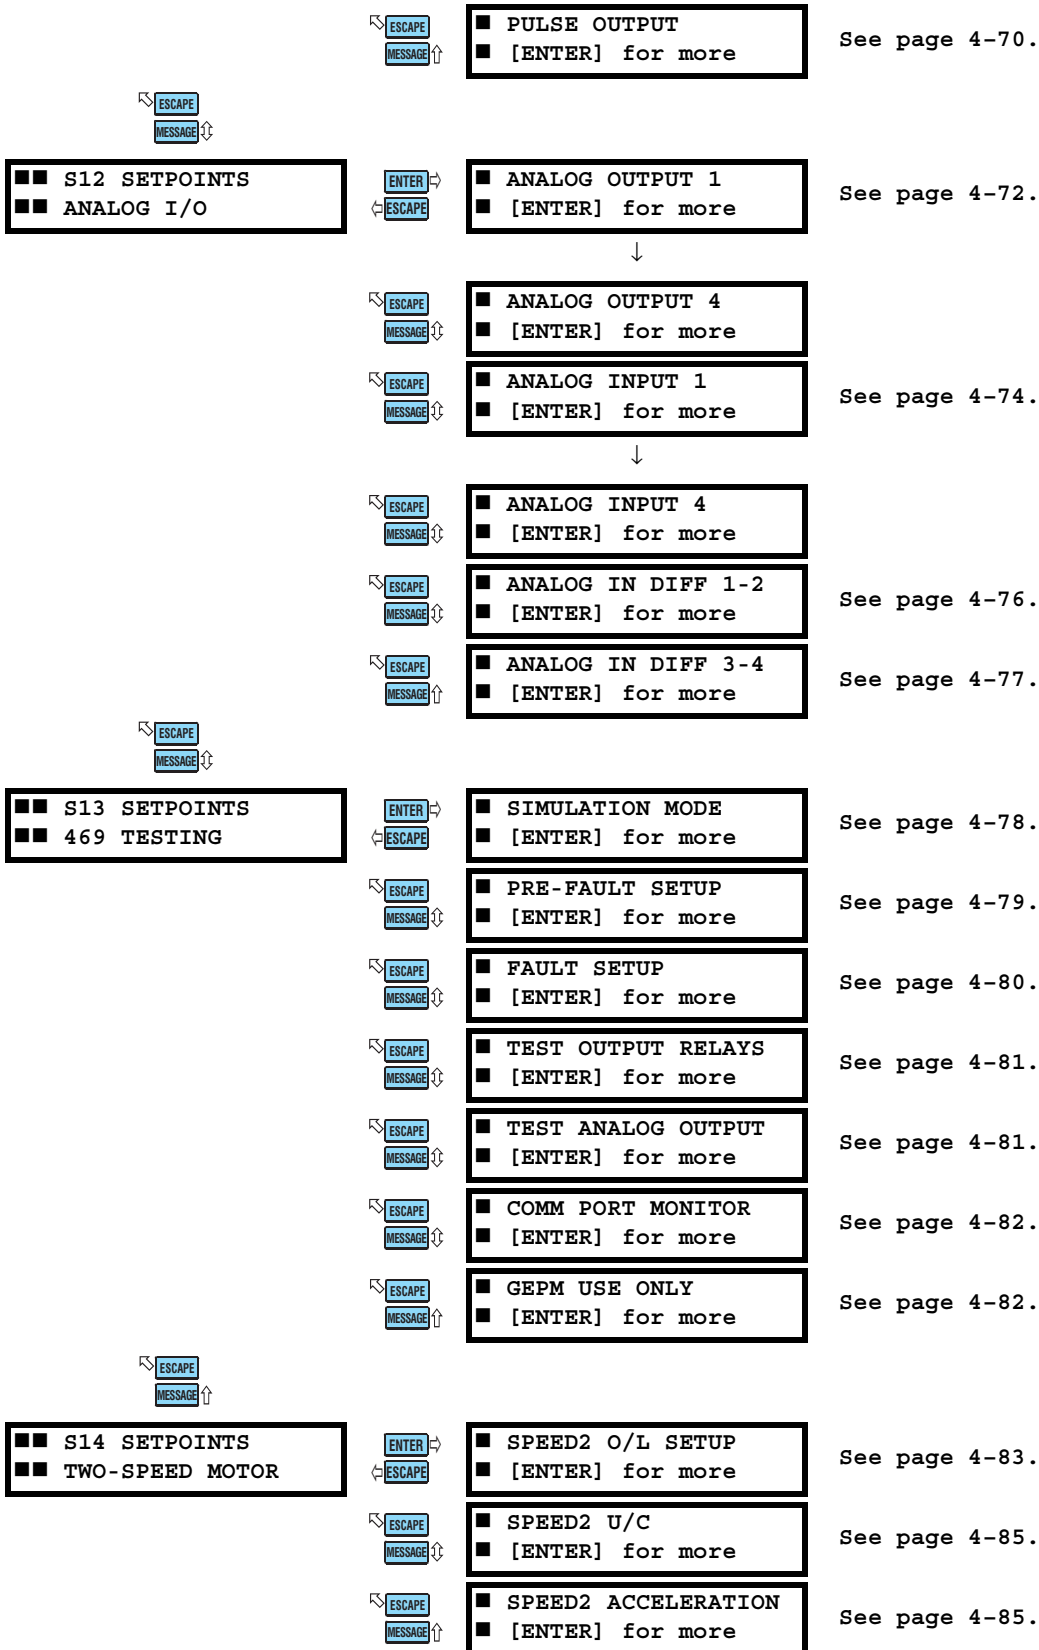 ESCAPE ■ PULSE OUTPUT
MESSAGE ■ [ENTER] for more
See page 4-70.
ESCAPE
MESSAGE
■■ S12 SETPOINTS
■■ ANALOG I/O
ENTER ■ ANALOG OUTPUT 1
ESCAPE ■ [ENTER] for more
See page 4-72.
↓
ESCAPE ■ ANALOG OUTPUT 4
MESSAGE ■ [ENTER] for more
ESCAPE ■ ANALOG INPUT 1
MESSAGE ■ [ENTER] for more
See page 4-74.
↓
ESCAPE ■ ANALOG INPUT 4
MESSAGE ■ [ENTER] for more
ESCAPE ■ ANALOG IN DIFF 1-2
MESSAGE ■ [ENTER] for more
See page 4-76.
ESCAPE ■ ANALOG IN DIFF 3-4
MESSAGE ■ [ENTER] for more
See page 4-77.
ESCAPE
MESSAGE
■■ S13 SETPOINTS
■■ 469 TESTING
ENTER ■ SIMULATION MODE
ESCAPE ■ [ENTER] for more
See page 4-78.
ESCAPE ■ PRE-FAULT SETUP
MESSAGE ■ [ENTER] for more
See page 4-79.
ESCAPE ■ FAULT SETUP
MESSAGE ■ [ENTER] for more
See page 4-80.
ESCAPE ■ TEST OUTPUT RELAYS
MESSAGE ■ [ENTER] for more
See page 4-81.
ESCAPE ■ TEST ANALOG OUTPUT
MESSAGE ■ [ENTER] for more
See page 4-81.
ESCAPE ■ COMM PORT MONITOR
MESSAGE ■ [ENTER] for more
See page 4-82.
ESCAPE ■ GEPM USE ONLY
MESSAGE ■ [ENTER] for more
See page 4-82.
ESCAPE
MESSAGE
■■ S14 SETPOINTS
■■ TWO-SPEED MOTOR
ENTER ■ SPEED2 O/L SETUP
ESCAPE ■ [ENTER] for more
See page 4-83.
ESCAPE ■ SPEED2 U/C
MESSAGE ■ [ENTER] for more
See page 4-85.
ESCAPE ■ SPEED2 ACCELERATION
MESSAGE ■ [ENTER] for more
See page 4-85.